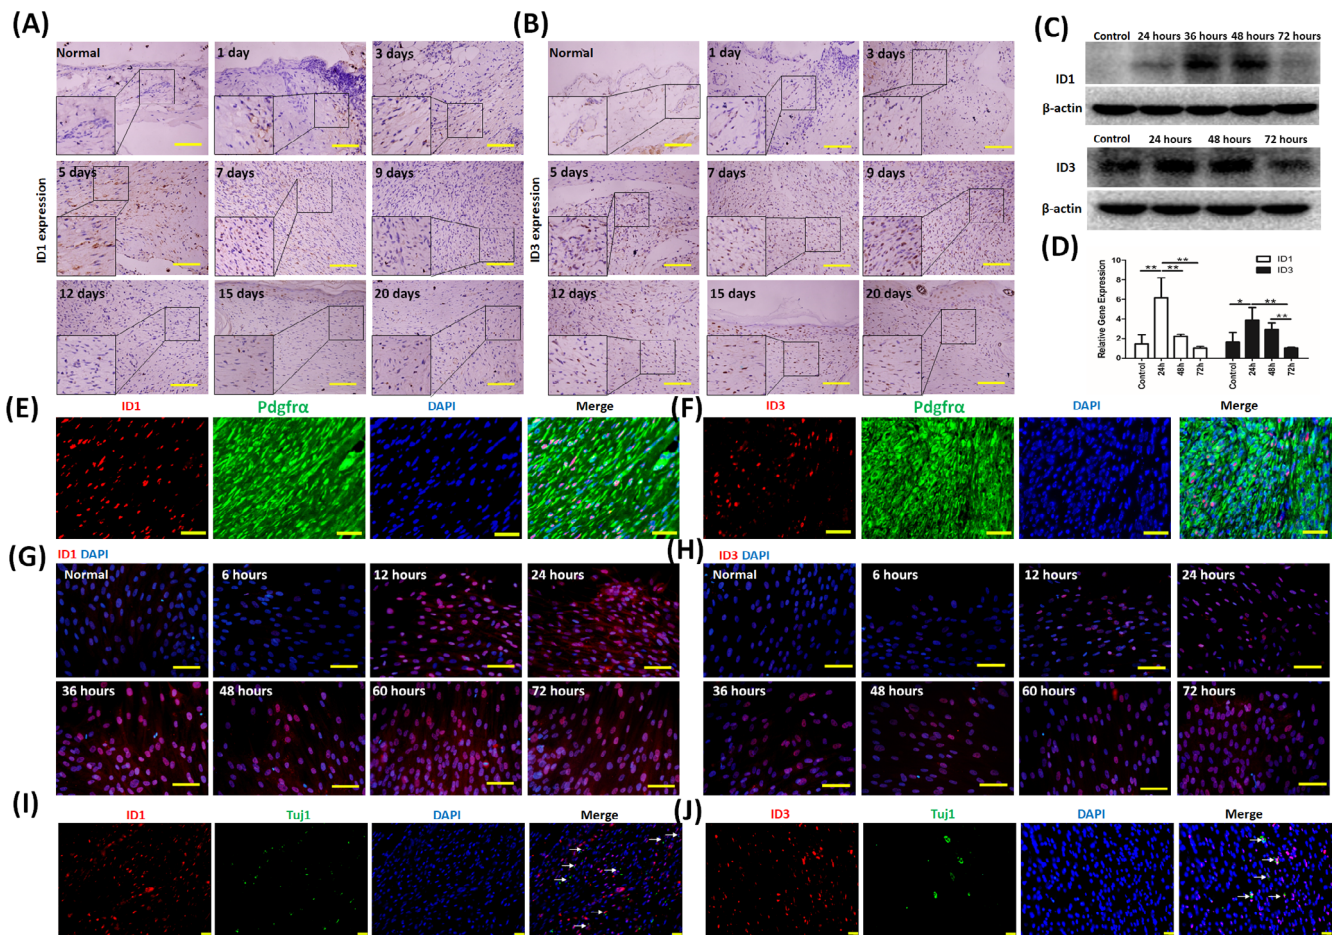 (A)
Normal
1 day
3 days
5 days
7 days
9 days
12 days
15 days
20 days
ID1 expression
(B)
Normal
1 day
3 days
5 days
7 days
9 days
12 days
15 days
20 days
ID3 expression
(C)
Control 24 hours 36 hours 48 hours 72 hours
ID1
β-actin
Control 24 hours 48 hours 72 hours
ID3
β-actin
(D)
Relative Gene Expression
10
8
6
4
2
0
ID1
ID3
** ** **
* ** **
Control 24h 48h 72h Control 24h 48h 72h
(E)
ID1 Pdgfrα DAPI Merge
(F)
ID3 Pdgfrα DAPI Merge
(G)
ID1 DAPI
Normal 6 hours 12 hours 24 hours
36 hours 48 hours 60 hours 72 hours
(H)
ID3 DAPI
Normal 6 hours 12 hours 24 hours
36 hours 48 hours 60 hours 72 hours
(I)
ID1 Tuj1 DAPI Merge
(J)
ID3 Tuj1 DAPI Merge